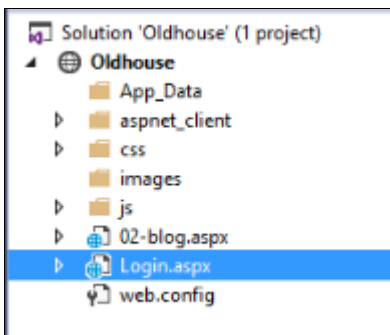 Solution 'Oldhouse' (1 project)
Oldhouse
App_Data
aspnet_client
css
images
js
02-blog.aspx
Login.aspx
web.config